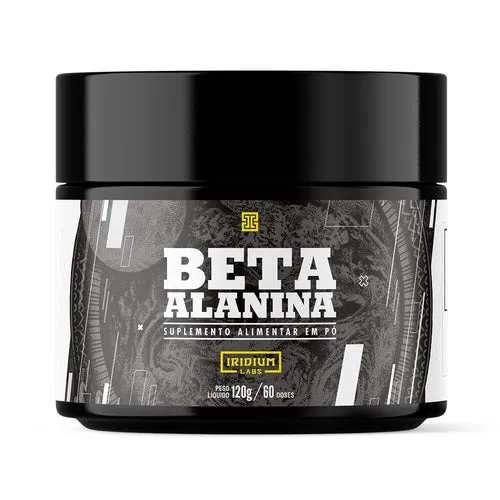 BETA
ALANINA
SUPLEMENTO ALIMENTAR EM PÓ
IRIDIUM
LABS
PESO LÍQUIDO 120g / 60 DOSES